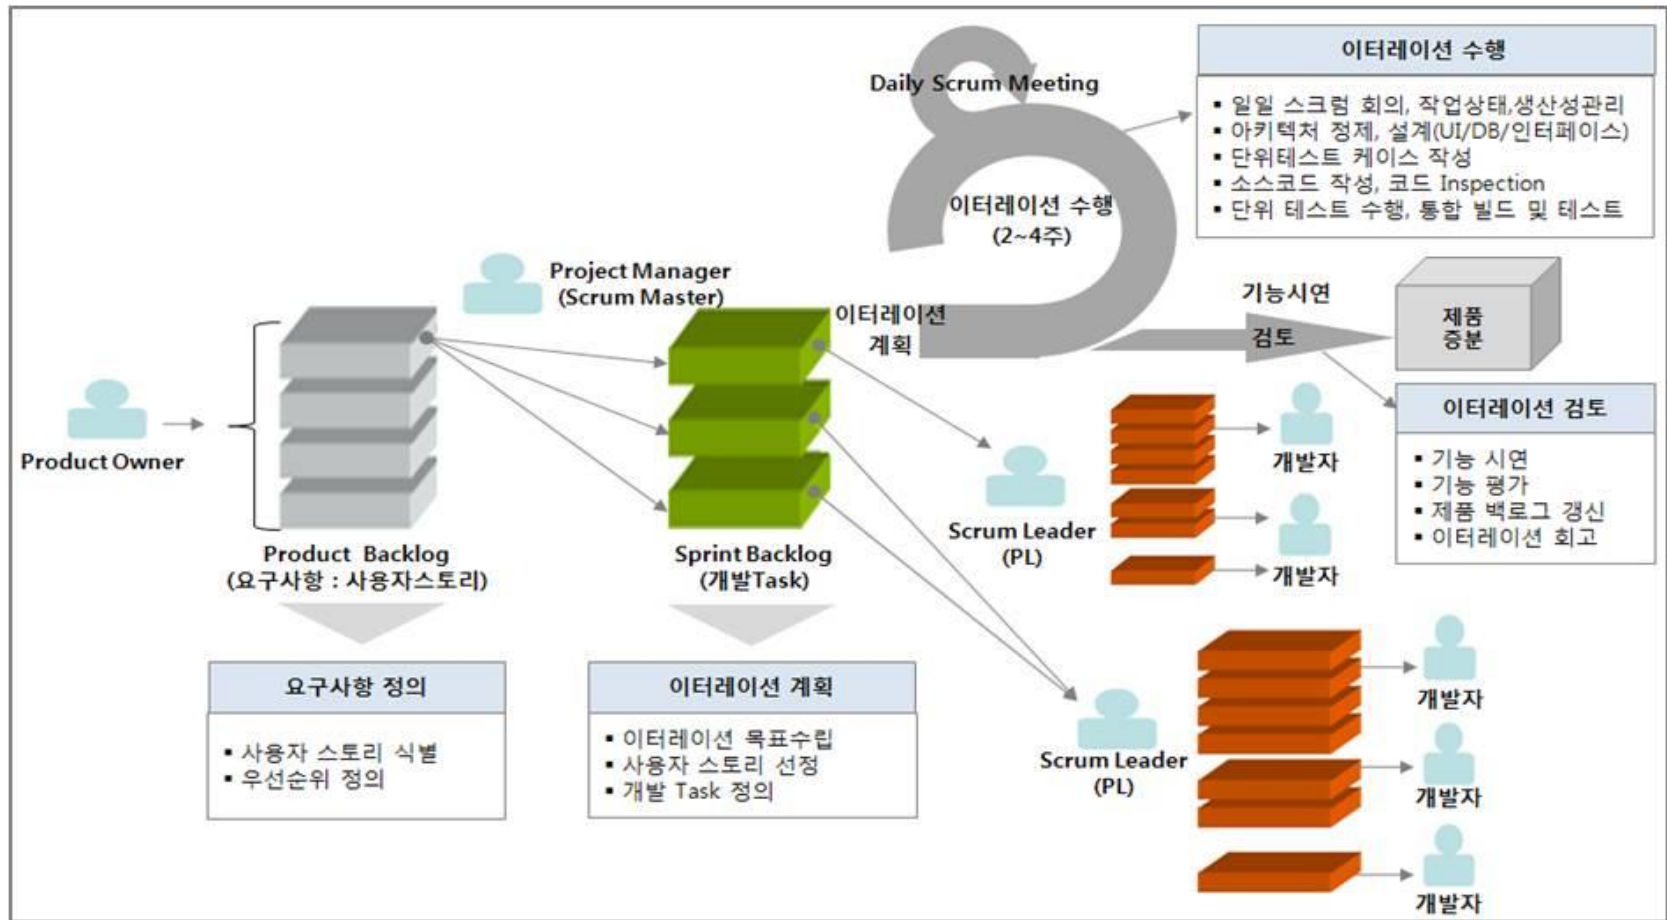 Daily Scrum Meeting
이터레이션 수행
(2~4주)
이터레이션 수행
▪ 일일 스크럼 회의, 작업상태,생산성관리
▪ 아키텍처 정제, 설계(UI/DB/인터페이스)
▪ 단위테스트 케이스 작성
▪ 소스코드 작성, 코드 Inspection
▪ 단위 테스트 수행, 통합 빌드 및 테스트
Project Manager
(Scrum Master)
이터레이션
계획
기능시연
검토
제품
증분
Product Owner
Product Backlog
(요구사항 : 사용자스토리)
Sprint Backlog
(개발Task)
Scrum Leader
(PL)
개발자
개발자
이터레이션 검토
▪ 기능 시연
▪ 기능 평가
▪ 제품 백로그 갱신
▪ 이터레이션 회고
요구사항 정의
▪ 사용자 스토리 식별
▪ 우선순위 정의
이터레이션 계획
▪ 이터레이션 목표수립
▪ 사용자 스토리 선정
▪ 개발 Task 정의
Scrum Leader
(PL)
개발자
개발자
개발자